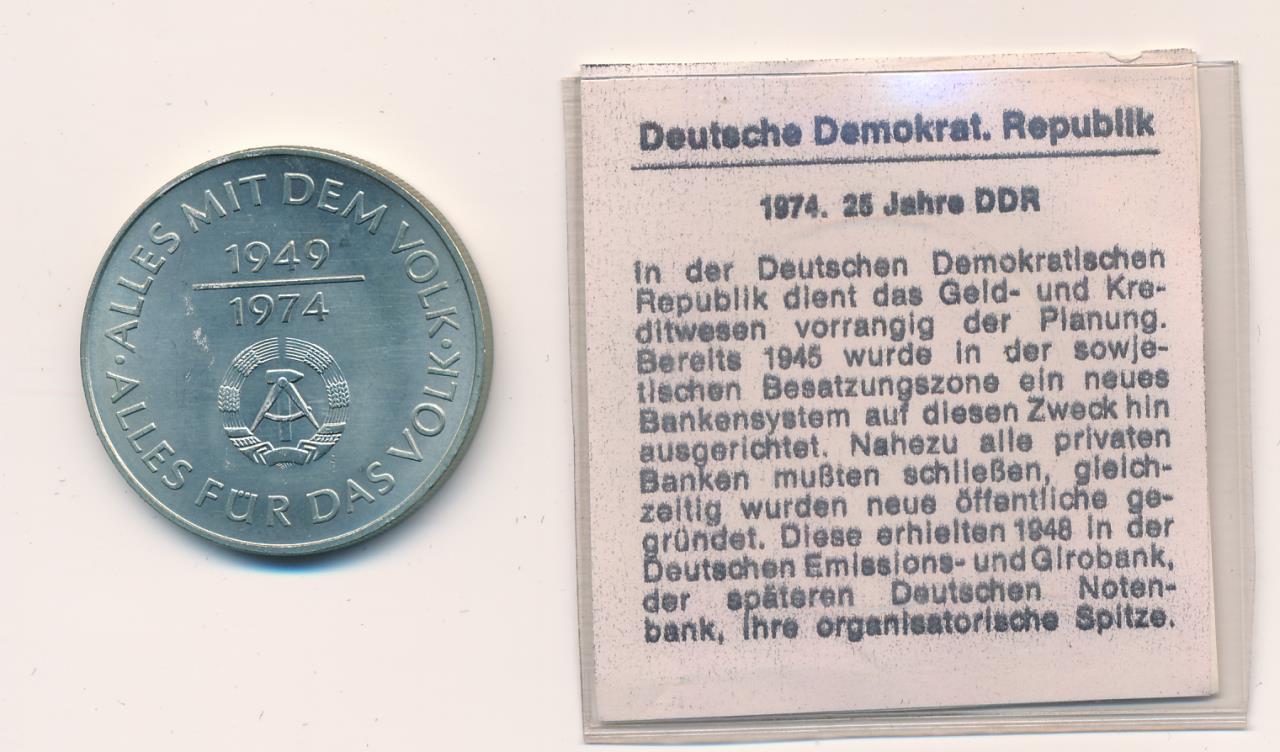 · ALLES MIT DEM VOLK · ALLES FÜR DAS VOLK
1949
1974
Deutsche Demokrat. Republik
1974. 25 Jahre DDR
In der Deutschen Demokratischen
Republik dient das Geld- und Kre-
ditwesen vorrangig der Planung.
Bereits 1945 wurde in der sowje-
tischen Besatzungszone ein neues
Bankensystem auf diesen Zweck hin
ausgerichtet. Nahezu alle privaten
Banken mußten schließen, gleich-
zeitig wurden neue öffentliche ge-
gründet. Diese erhielten 1948 in der
Deutschen Emissions- und Girobank,
der späteren Deutschen Noten-
bank, ihre organisatorische Spitze.